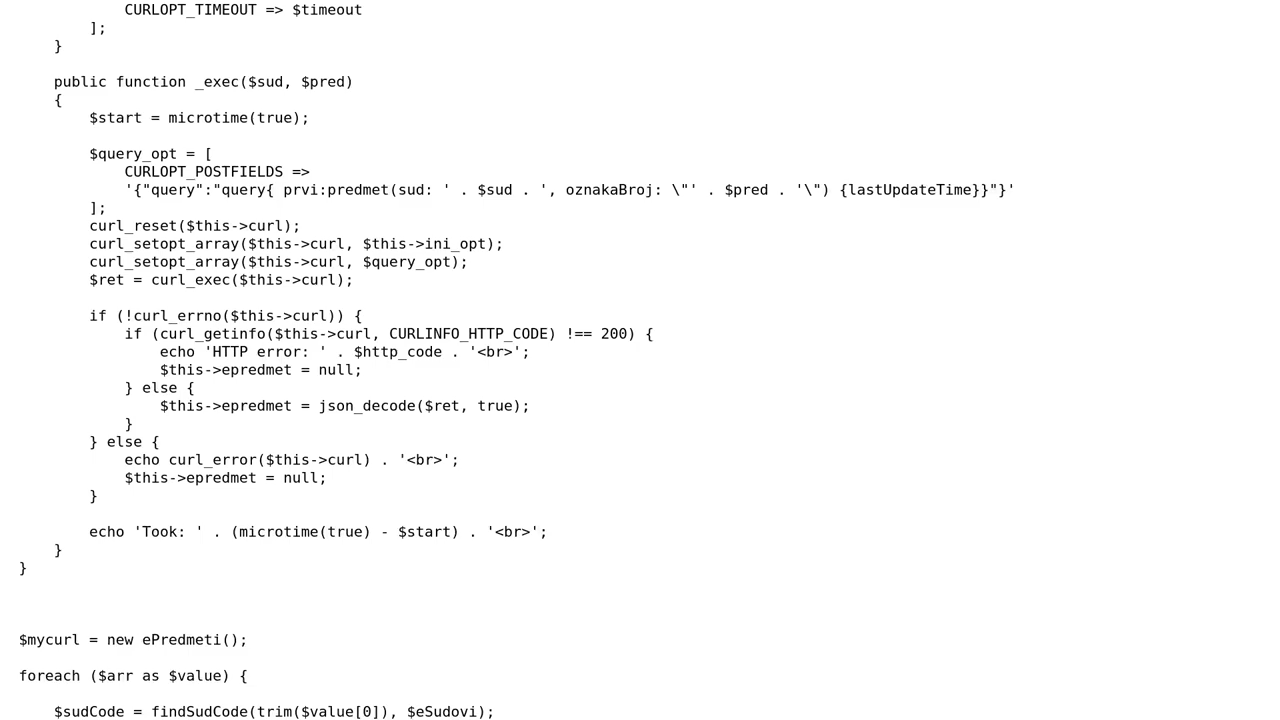 CURLOPT_TIMEOUT => $timeout
        ];
    }

    public function _exec($sud, $pred)
    {
        $start = microtime(true);

        $query_opt = [
            CURLOPT_POSTFIELDS =>
            '{"query":"query{ prvi:predmet(sud: ' . $sud . ', oznakaBroj: \"' . $pred . '\") {lastUpdateTime}}"}'
        ];
        curl_reset($this->curl);
        curl_setopt_array($this->curl, $this->ini_opt);
        curl_setopt_array($this->curl, $query_opt);
        $ret = curl_exec($this->curl);

        if (!curl_errno($this->curl)) {
            if (curl_getinfo($this->curl, CURLINFO_HTTP_CODE) !== 200) {
                echo 'HTTP error: ' . $http_code . '<br>';
                $this->epredmet = null;
            } else {
                $this->epredmet = json_decode($ret, true);
            }
        } else {
            echo curl_error($this->curl) . '<br>';
            $this->epredmet = null;
        }

        echo 'Took: ' . (microtime(true) - $start) . '<br>';
    }
}

$mycurl = new ePredmeti();

foreach ($arr as $value) {

    $sudCode = findSudCode(trim($value[0]), $eSudovi);